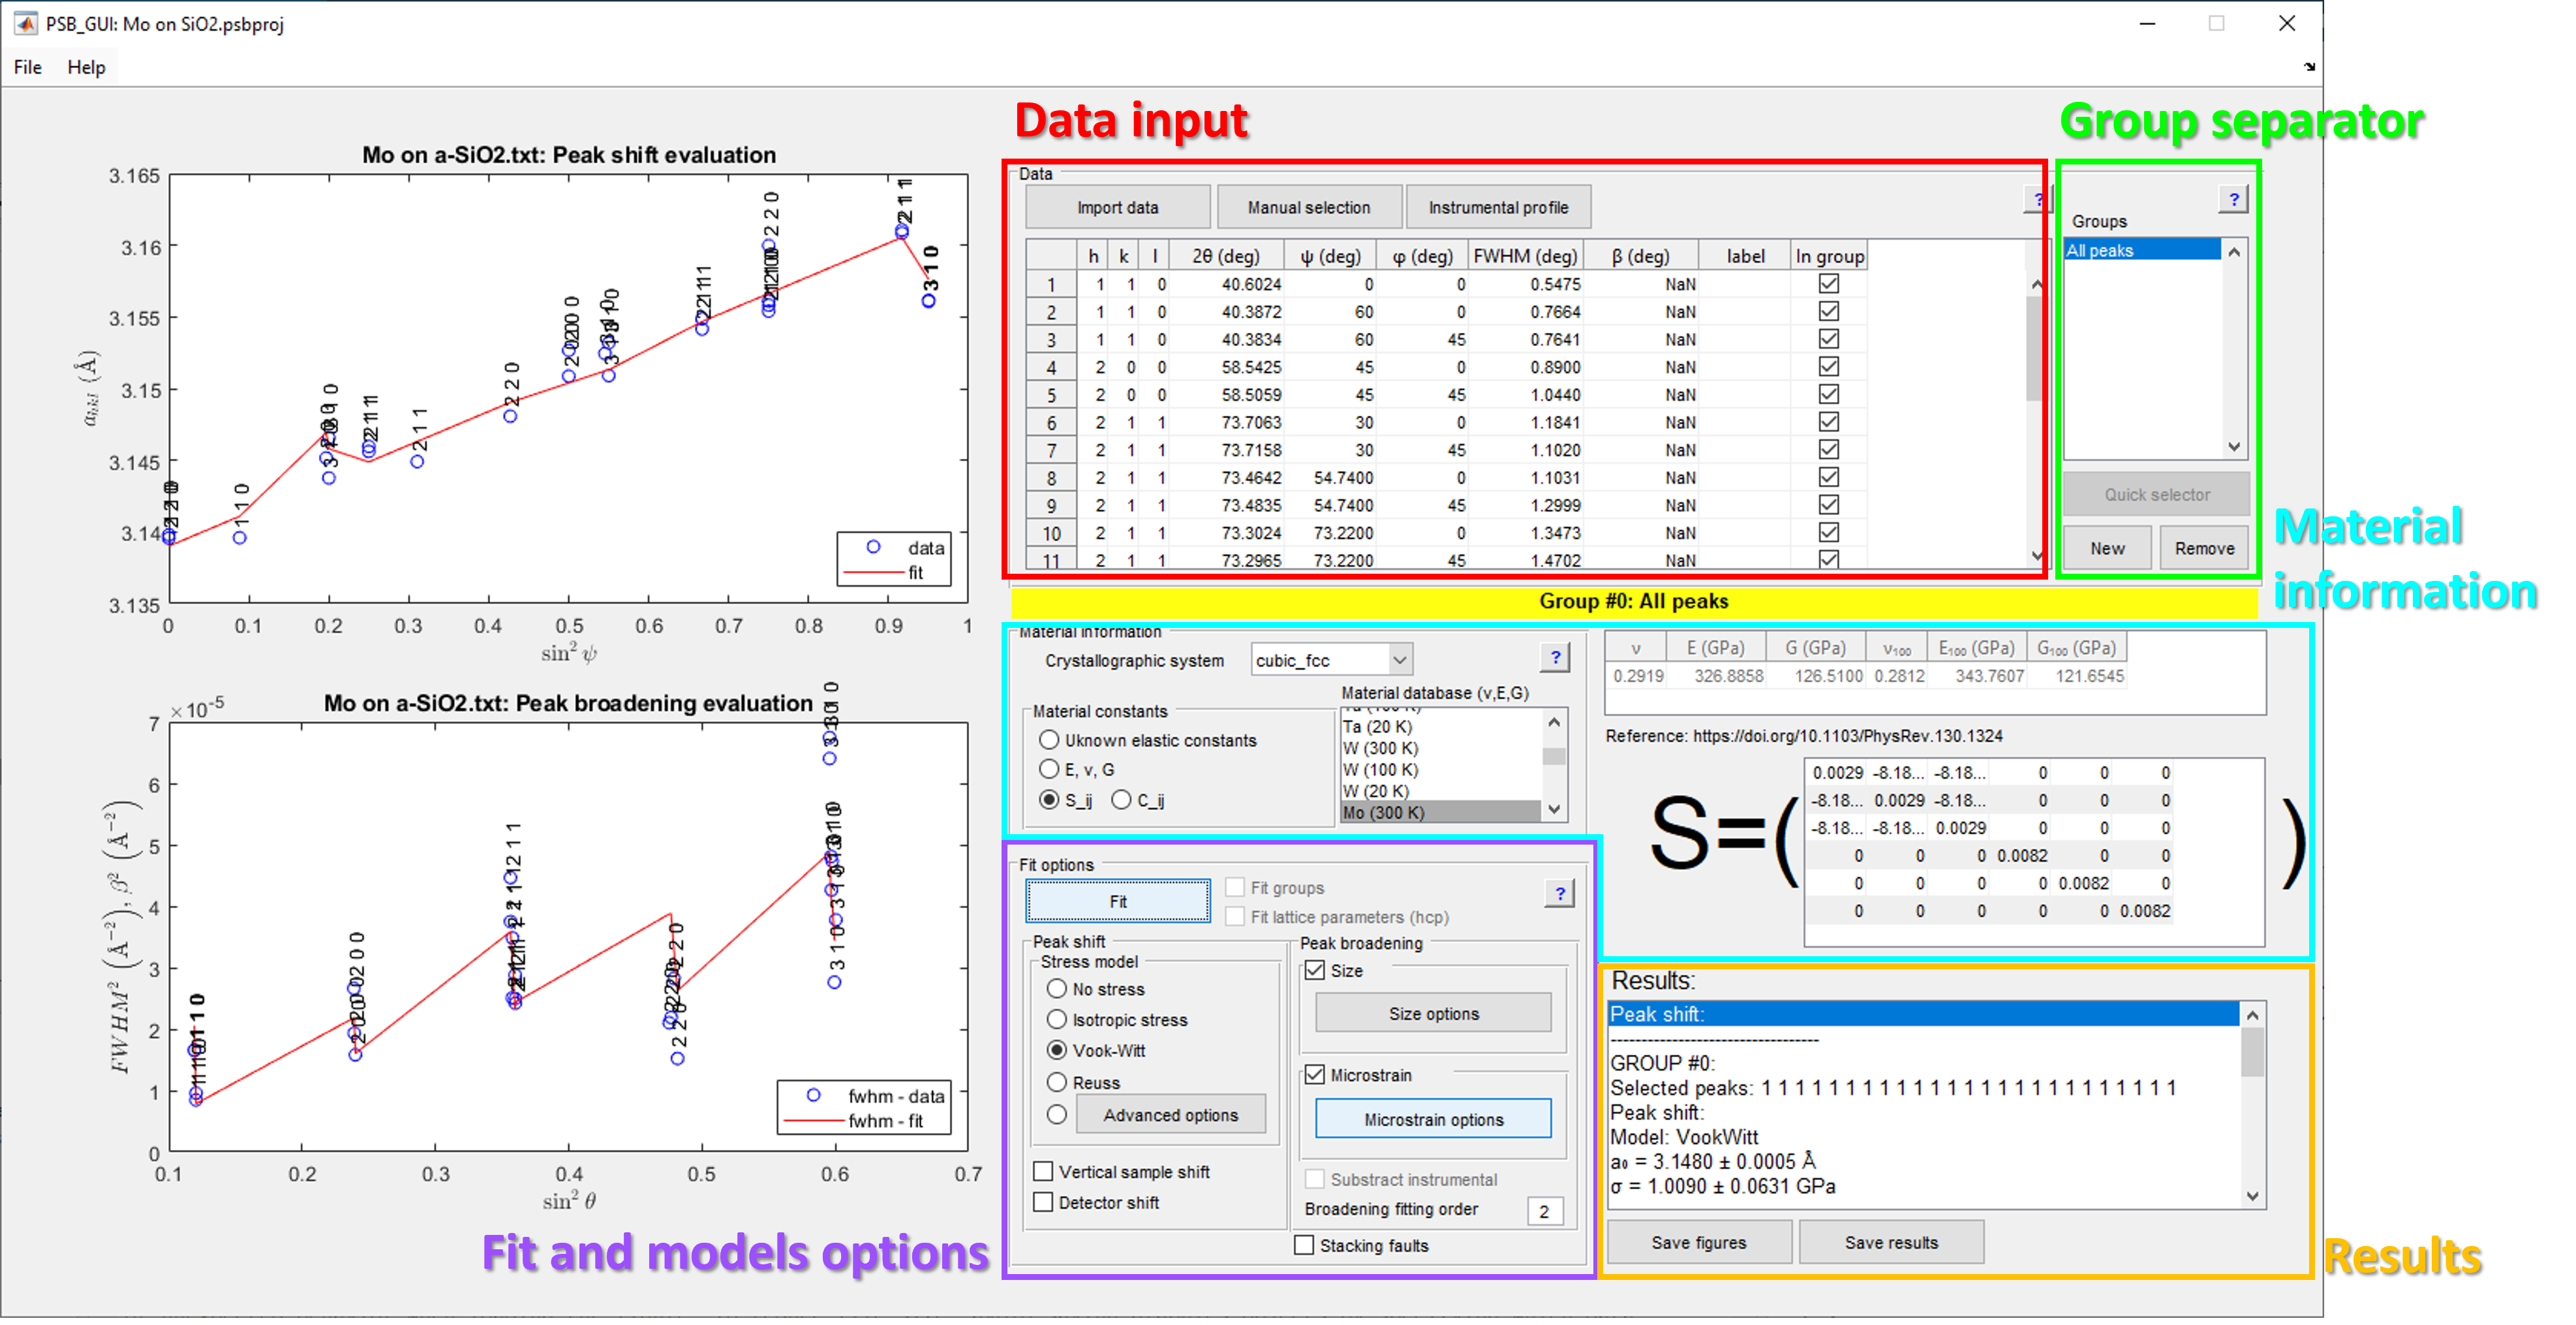 PSB_GUI: Mo on SiO2.psbproj
File Help
Data input
Group separator
Mo on a-SiO2.txt: Peak shift evaluation
3.165
3.16
3.155
3.15
3.145
3.14
3.135
a_hkl (Å)
1 1 0
2 2 0
2 1 1
3 1 0
data
fit
0 0.1 0.2 0.3 0.4 0.5 0.6 0.7 0.8 0.9 1
sin² ψ
Mo on a-SiO2.txt: Peak broadening evaluation
×10⁻⁵
7
6
5
4
3
2
1
0
FWHM² (Å⁻²), β² (Å⁻²)
3 1 0
2 2 0
fwhm - data
fwhm - fit
0.1 0.2 0.3 0.4 0.5 0.6 0.7
sin² θ
Data
Import data Manual selection Instrumental profile ?
h k l 2θ (deg) ψ (deg) φ (deg) FWHM (deg) β (deg) label In group
1 1 1 0 40.6024 0 0 0.5475 NaN
2 1 1 0 40.3872 60 0 0.7664 NaN
3 1 1 0 40.3834 60 45 0.7641 NaN
4 2 0 0 58.5425 45 0 0.8900 NaN
5 2 0 0 58.5059 45 45 1.0440 NaN
6 2 1 1 73.7063 30 0 1.1841 NaN
7 2 1 1 73.7158 30 45 1.1020 NaN
8 2 1 1 73.4642 54.7400 0 1.1031 NaN
9 2 1 1 73.4835 54.7400 45 1.2999 NaN
10 2 1 1 73.3024 73.2200 0 1.3473 NaN
11 2 1 1 73.2965 73.2200 45 1.4702 NaN
?
Groups
All peaks
Quick selector
New Remove
Material
information
Group #0: All peaks
Material information
Crystallographic system cubic_fcc ?
Material constants
Uknown elastic constants
E, ν, G
S_ij C_ij
Material database (ν,E,G)
Ta (20 K)
W (300 K)
W (100 K)
W (20 K)
Mo (300 K)
ν E (GPa) G (GPa) ν₁₀₀ E₁₀₀ (GPa) G₁₀₀ (GPa)
0.2919 326.8858 126.5100 0.2812 343.7607 121.6545
Reference: https://doi.org/10.1103/PhysRev.130.1324
S=( )
0.0029 -8.18... -8.18... 0 0 0
-8.18... 0.0029 -8.18... 0 0 0
-8.18... -8.18... 0.0029 0 0 0
0 0 0 0.0082 0 0
0 0 0 0 0.0082 0
0 0 0 0 0 0.0082
Fit options
Fit
Fit groups
Fit lattice parameters (hcp)
?
Peak shift
Stress model
No stress
Isotropic stress
Vook-Witt
Reuss
Advanced options
Vertical sample shift
Detector shift
Peak broadening
Size
Size options
Microstrain
Microstrain options
Substract instrumental
Broadening fitting order 2
Stacking faults
Fit and models options
Results:
Peak shift:
----------------------------------
GROUP #0:
Selected peaks: 1 1 1 1 1 1 1 1 1 1 1 1 1 1 1 1 1 1 1 1 1 1 1 1 1
Peak shift:
Model: VookWitt
a₀ = 3.1480 ± 0.0005 Å
σ = 1.0090 ± 0.0631 GPa
Save figures Save results
Results